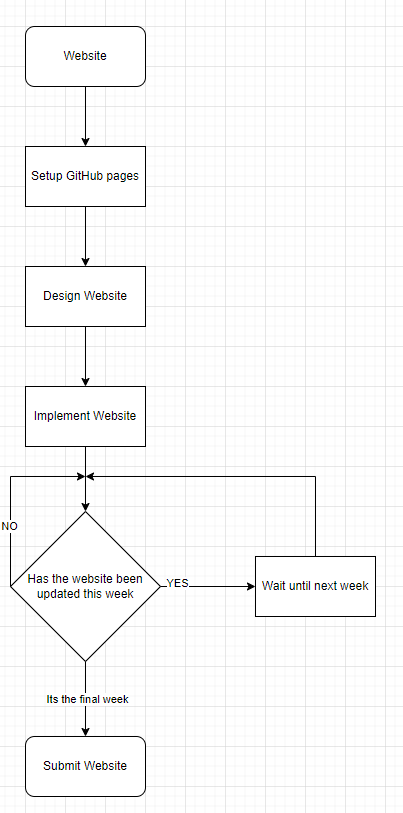 Website
Setup GitHub pages
Design Website
Implement Website
NO
Has the website been
updated this week
YES
Wait until next week
Its the final week
Submit Website